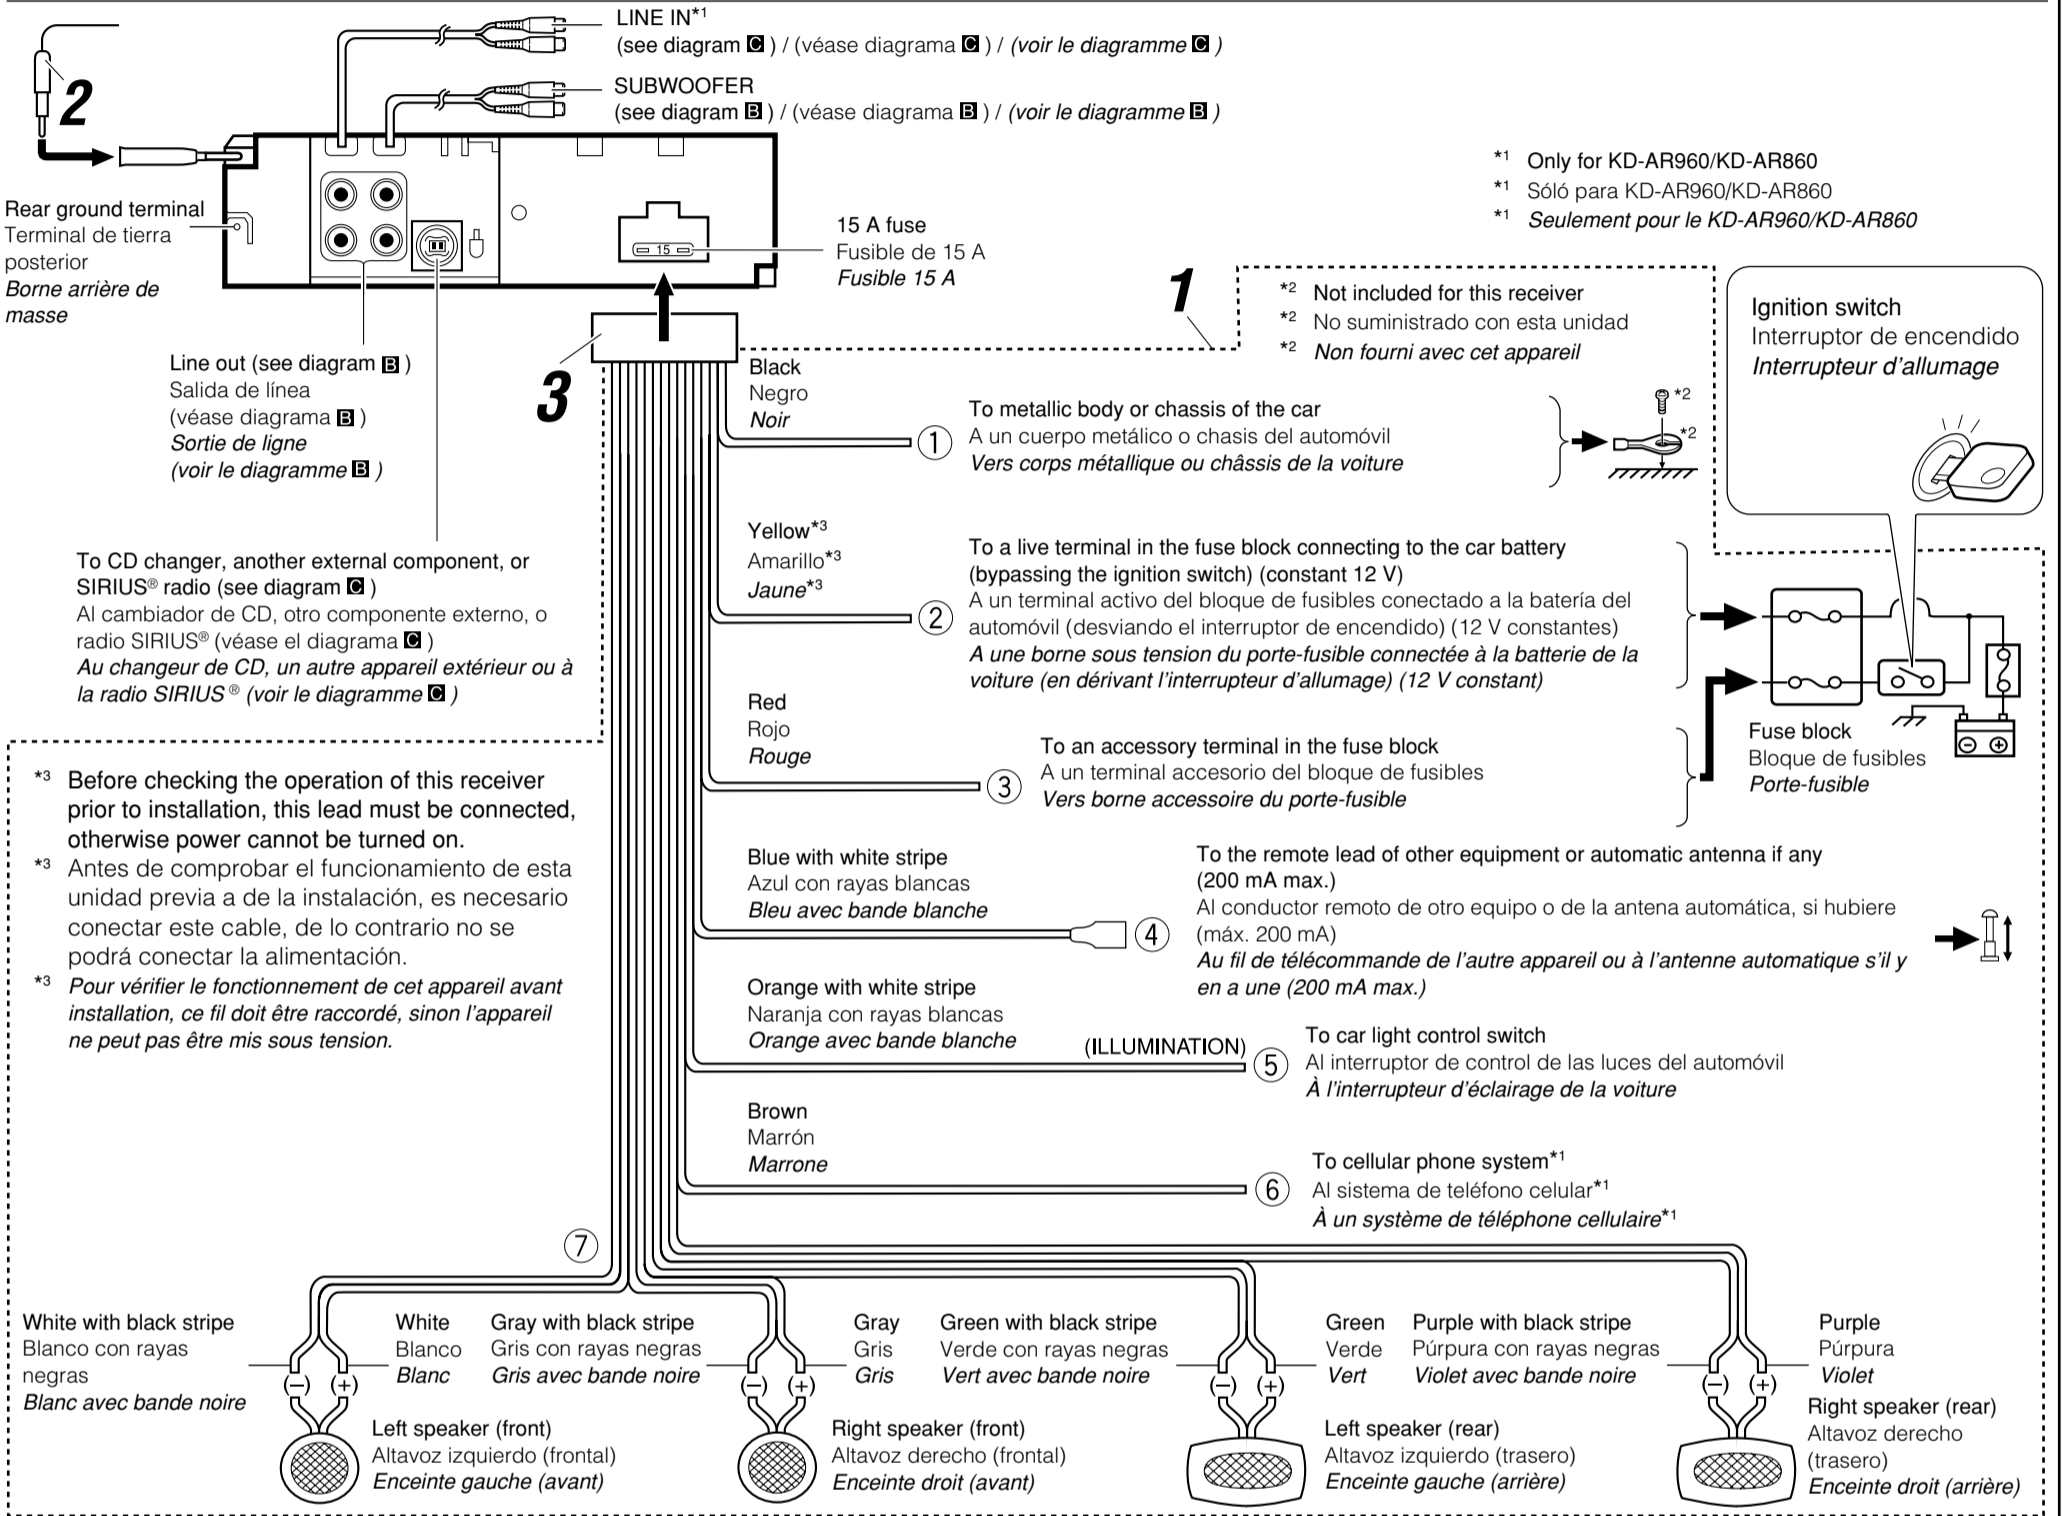 LINE IN*1
(see diagram C ) / (véase diagrama C ) / (voir le diagramme C )
SUBWOOFER
(see diagram B ) / (véase diagrama B ) / (voir le diagramme B )
2
*1 Only for KD-AR960/KD-AR860
*1 Sóló para KD-AR960/KD-AR860
*1 Seulement pour le KD-AR960/KD-AR860
Rear ground terminal
Terminal de tierra
posterior
Borne arrière de
masse
15
15 A fuse
Fusible de 15 A
Fusible 15 A
1
*2 Not included for this receiver
*2 No suministrado con esta unidad
*2 Non fourni avec cet appareil
Ignition switch
Interruptor de encendido
Interrupteur d'allumage
Line out (see diagram B )
Salida de línea
(véase diagrama B )
Sortie de ligne
(voir le diagramme B )
3
Black
Negro
Noir
① To metallic body or chassis of the car
A un cuerpo metálico o chasis del automóvil
Vers corps métallique ou châssis de la voiture
*2
*2
To CD changer, another external component, or
SIRIUS® radio (see diagram C )
Al cambiador de CD, otro componente externo, o
radio SIRIUS® (véase el diagrama C )
Au changeur de CD, un autre appareil extérieur ou à
la radio SIRIUS ® (voir le diagramme C )
Yellow*3
Amarillo*3
Jaune*3
② To a live terminal in the fuse block connecting to the car battery
(bypassing the ignition switch) (constant 12 V)
A un terminal activo del bloque de fusibles conectado a la batería del
automóvil (desviando el interruptor de encendido) (12 V constantes)
A une borne sous tension du porte-fusible connectée à la batterie de la
voiture (en dérivant l'interrupteur d'allumage) (12 V constant)
Red
Rojo
Rouge
③ To an accessory terminal in the fuse block
A un terminal accesorio del bloque de fusibles
Vers borne accessoire du porte-fusible
Fuse block
Bloque de fusibles
Porte-fusible
⊖ ⊕
*3 Before checking the operation of this receiver
prior to installation, this lead must be connected,
otherwise power cannot be turned on.
*3 Antes de comprobar el funcionamiento de esta
unidad previa a de la instalación, es necesario
conectar este cable, de lo contrario no se
podrá conectar la alimentación.
*3 Pour vérifier le fonctionnement de cet appareil avant
installation, ce fil doit être raccordé, sinon l'appareil
ne peut pas être mis sous tension.
Blue with white stripe
Azul con rayas blancas
Bleu avec bande blanche
④ To the remote lead of other equipment or automatic antenna if any
(200 mA max.)
Al conductor remoto de otro equipo o de la antena automática, si hubiere
(máx. 200 mA)
Au fil de télécommande de l'autre appareil ou à l'antenne automatique s'il y
en a une (200 mA max.)
Orange with white stripe
Naranja con rayas blancas
Orange avec bande blanche
(ILLUMINATION)
⑤ To car light control switch
Al interruptor de control de las luces del automóvil
À l'interrupteur d'éclairage de la voiture
Brown
Marrón
Marrone
⑥ To cellular phone system*1
Al sistema de teléfono celular*1
À un système de téléphone cellulaire*1
⑦
White with black stripe
Blanco con rayas
negras
Blanc avec bande noire
White
Blanco
Blanc
⊖ ⊕
Left speaker (front)
Altavoz izquierdo (frontal)
Enceinte gauche (avant)
Gray with black stripe
Gris con rayas negras
Gris avec bande noire
Gray
Gris
Gris
⊖ ⊕
Right speaker (front)
Altavoz derecho (frontal)
Enceinte droit (avant)
Green with black stripe
Verde con rayas negras
Vert avec bande noire
Green
Verde
Vert
⊖ ⊕
Left speaker (rear)
Altavoz izquierdo (trasero)
Enceinte gauche (arrière)
Purple with black stripe
Púrpura con rayas negras
Violet avec bande noire
Purple
Púrpura
Violet
⊖ ⊕
Right speaker (rear)
Altavoz derecho
(trasero)
Enceinte droit (arrière)